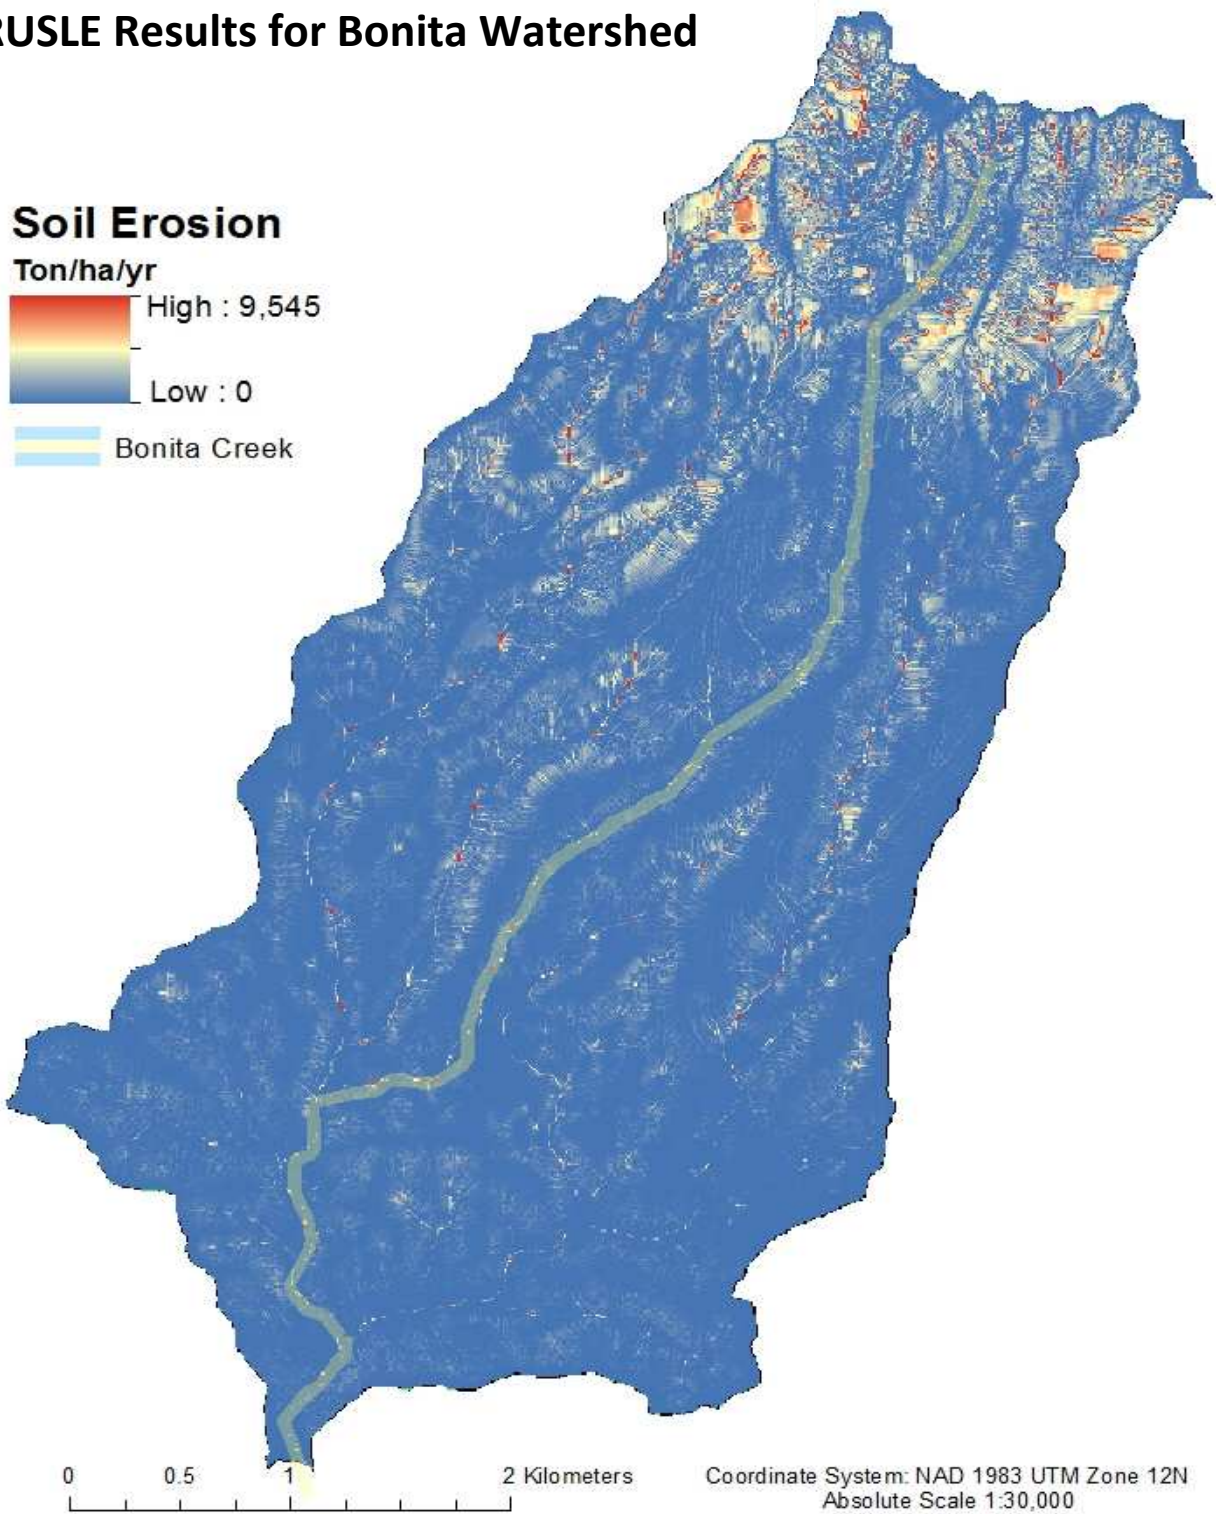 RUSLE Results for Bonita Watershed
Soil Erosion
Ton/ha/yr
High : 9,545
Low : 0
Bonita Creek
0 0.5 1 2 Kilometers
Coordinate System: NAD 1983 UTM Zone 12N
Absolute Scale 1:30,000